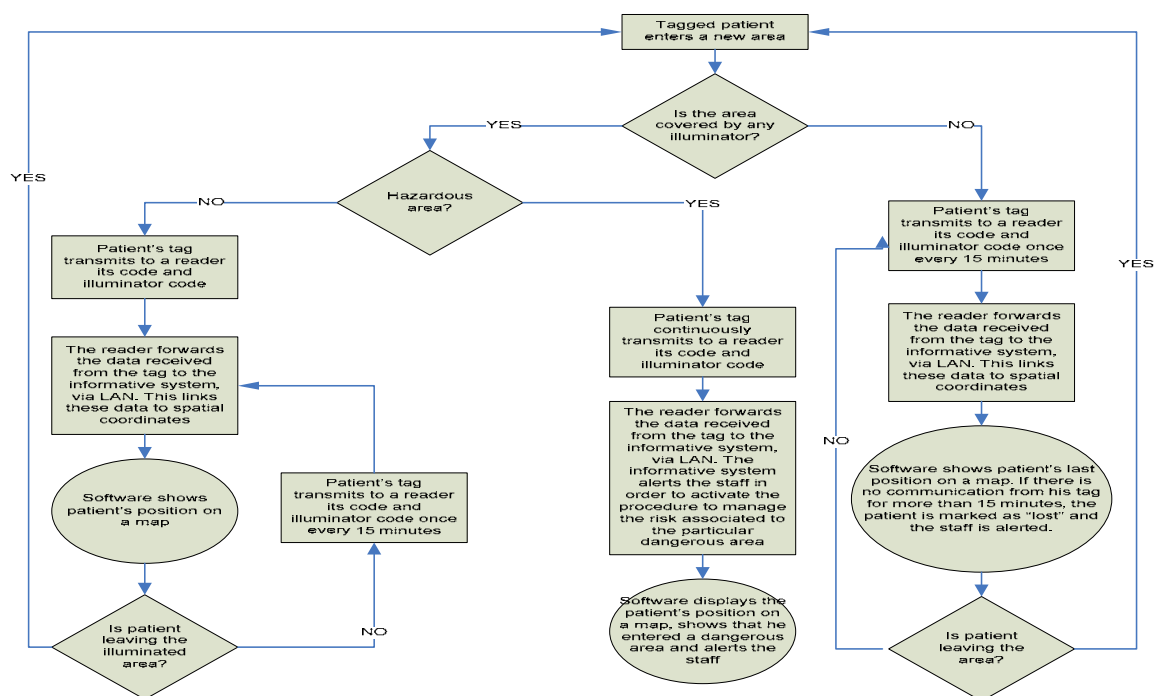 Tagged patient
enters a new area
Is the area
covered by any
illuminator?
YES
NO
YES
Hazardous
area?
NO
YES
Patient's tag
transmits to a reader
its code and
illuminator code
The reader forwards
the data received
from the tag to the
informative system,
via LAN. This links
these data to spatial
coordinates
Software shows
patient's position on
a map
Is patient
leaving the
illuminated
area?
NO
Patient's tag
transmits to a reader
its code and
illuminator code once
every 15 minutes
Patient's tag
continuously
transmits to a reader
its code and
illuminator code
The reader forwards
the data received
from the tag to the
informative system,
via LAN. The
informative system
alerts the staff in
order to activate the
procedure to manage
the risk associated to
the particular
dangerous area
Software displays the
patient's position on
a map, shows that he
entered a dangerous
area and alerts the
staff
Patient's tag
transmits to a reader
its code and
illuminator code once
every 15 minutes
YES
The reader forwards
the data received
from the tag to the
informative system,
via LAN. This links
these data to spatial
coordinates
NO
Software shows patient's last
position on a map. If there is
no communication from his tag
for more than 15 minutes, the
patient is marked as "lost" and
the staff is alerted.
Is patient
leaving the
area?